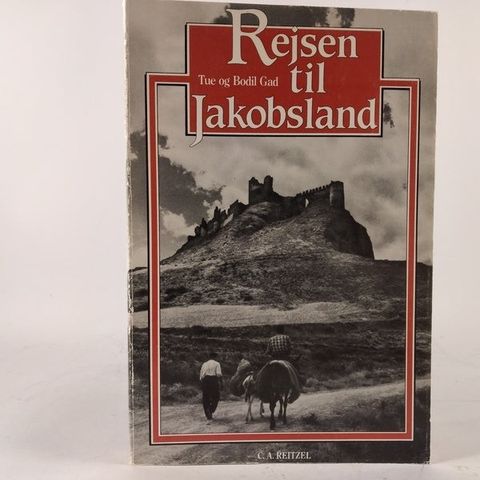 Rejsen
Tue og Bodil Gad
til
Jakobsland
C. A. REITZEL